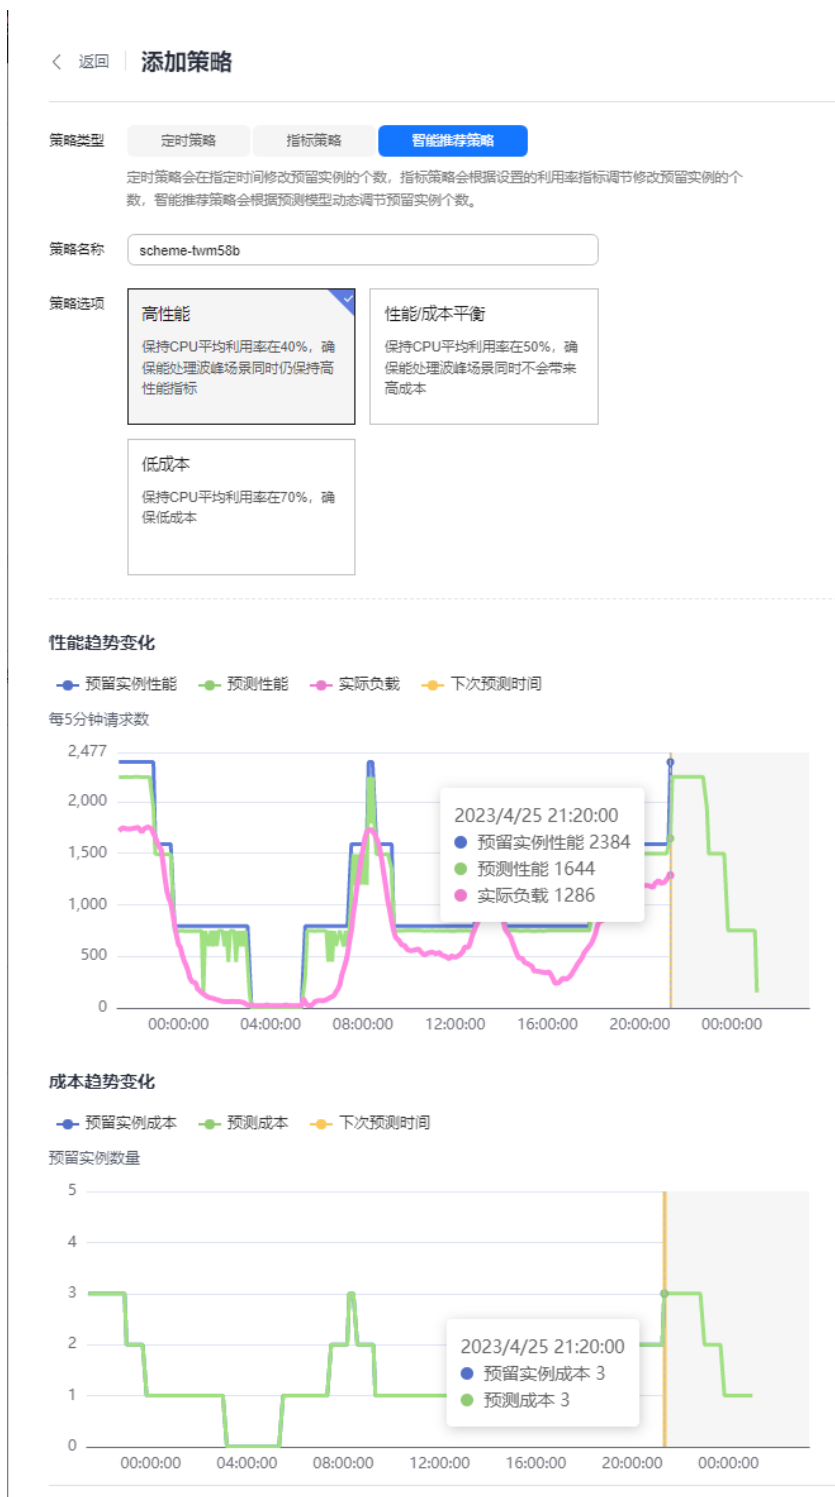 返回 添加策略
策略类型 定时策略 指标策略 智能推荐策略
定时策略会在指定时间修改预留实例的个数，指标策略会根据设置的利用率指标调节修改预留实例的个
数，智能推荐策略会根据预测模型动态调节预留实例个数。
策略名称 scheme-twm58b
策略选项
高性能
保持CPU平均利用率在40%，确
保能处理波峰场景同时仍保持高
性能指标
性能/成本平衡
保持CPU平均利用率在50%，确
保能处理波峰场景同时不会带来
高成本
低成本
保持CPU平均利用率在70%，确
保低成本
性能趋势变化
预留实例性能 预测性能 实际负载 下次预测时间
每5分钟请求数
2,477
2,000
1,500
1,000
500
0
2023/4/25 21:20:00
预留实例性能 2384
预测性能 1644
实际负载 1286
00:00:00 04:00:00 08:00:00 12:00:00 16:00:00 20:00:00 00:00:00
成本趋势变化
预留实例成本 预测成本 下次预测时间
预留实例数量
5
4
3
2
1
0
2023/4/25 21:20:00
预留实例成本 3
预测成本 3
00:00:00 04:00:00 08:00:00 12:00:00 16:00:00 20:00:00 00:00:00